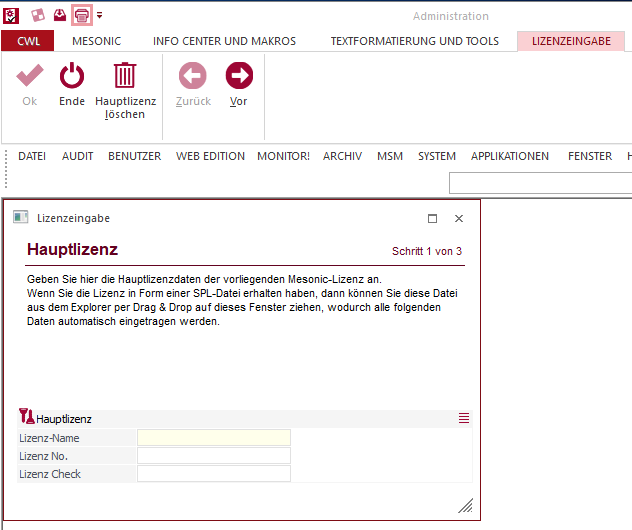 Administration
CWL MESONIC INFO CENTER UND MAKROS TEXTFORMATIERUNG UND TOOLS LIZENZEINGABE
Ok Ende Hauptlizenz löschen Zurück Vor
DATEI AUDIT BENUTZER WEB EDITION MONITOR! ARCHIV MSM SYSTEM APPLIKATIONEN FENSTER
Lizenzeingabe
Hauptlizenz Schritt 1 von 3
Geben Sie hier die Hauptlizenzdaten der vorliegenden Mesonic-Lizenz an.
Wenn Sie die Lizenz in Form einer SPL-Datei erhalten haben, dann können Sie diese Datei
aus dem Explorer per Drag & Drop auf dieses Fenster ziehen, wodurch alle folgenden
Daten automatisch eingetragen werden.
Hauptlizenz
Lizenz-Name
Lizenz No.
Lizenz Check